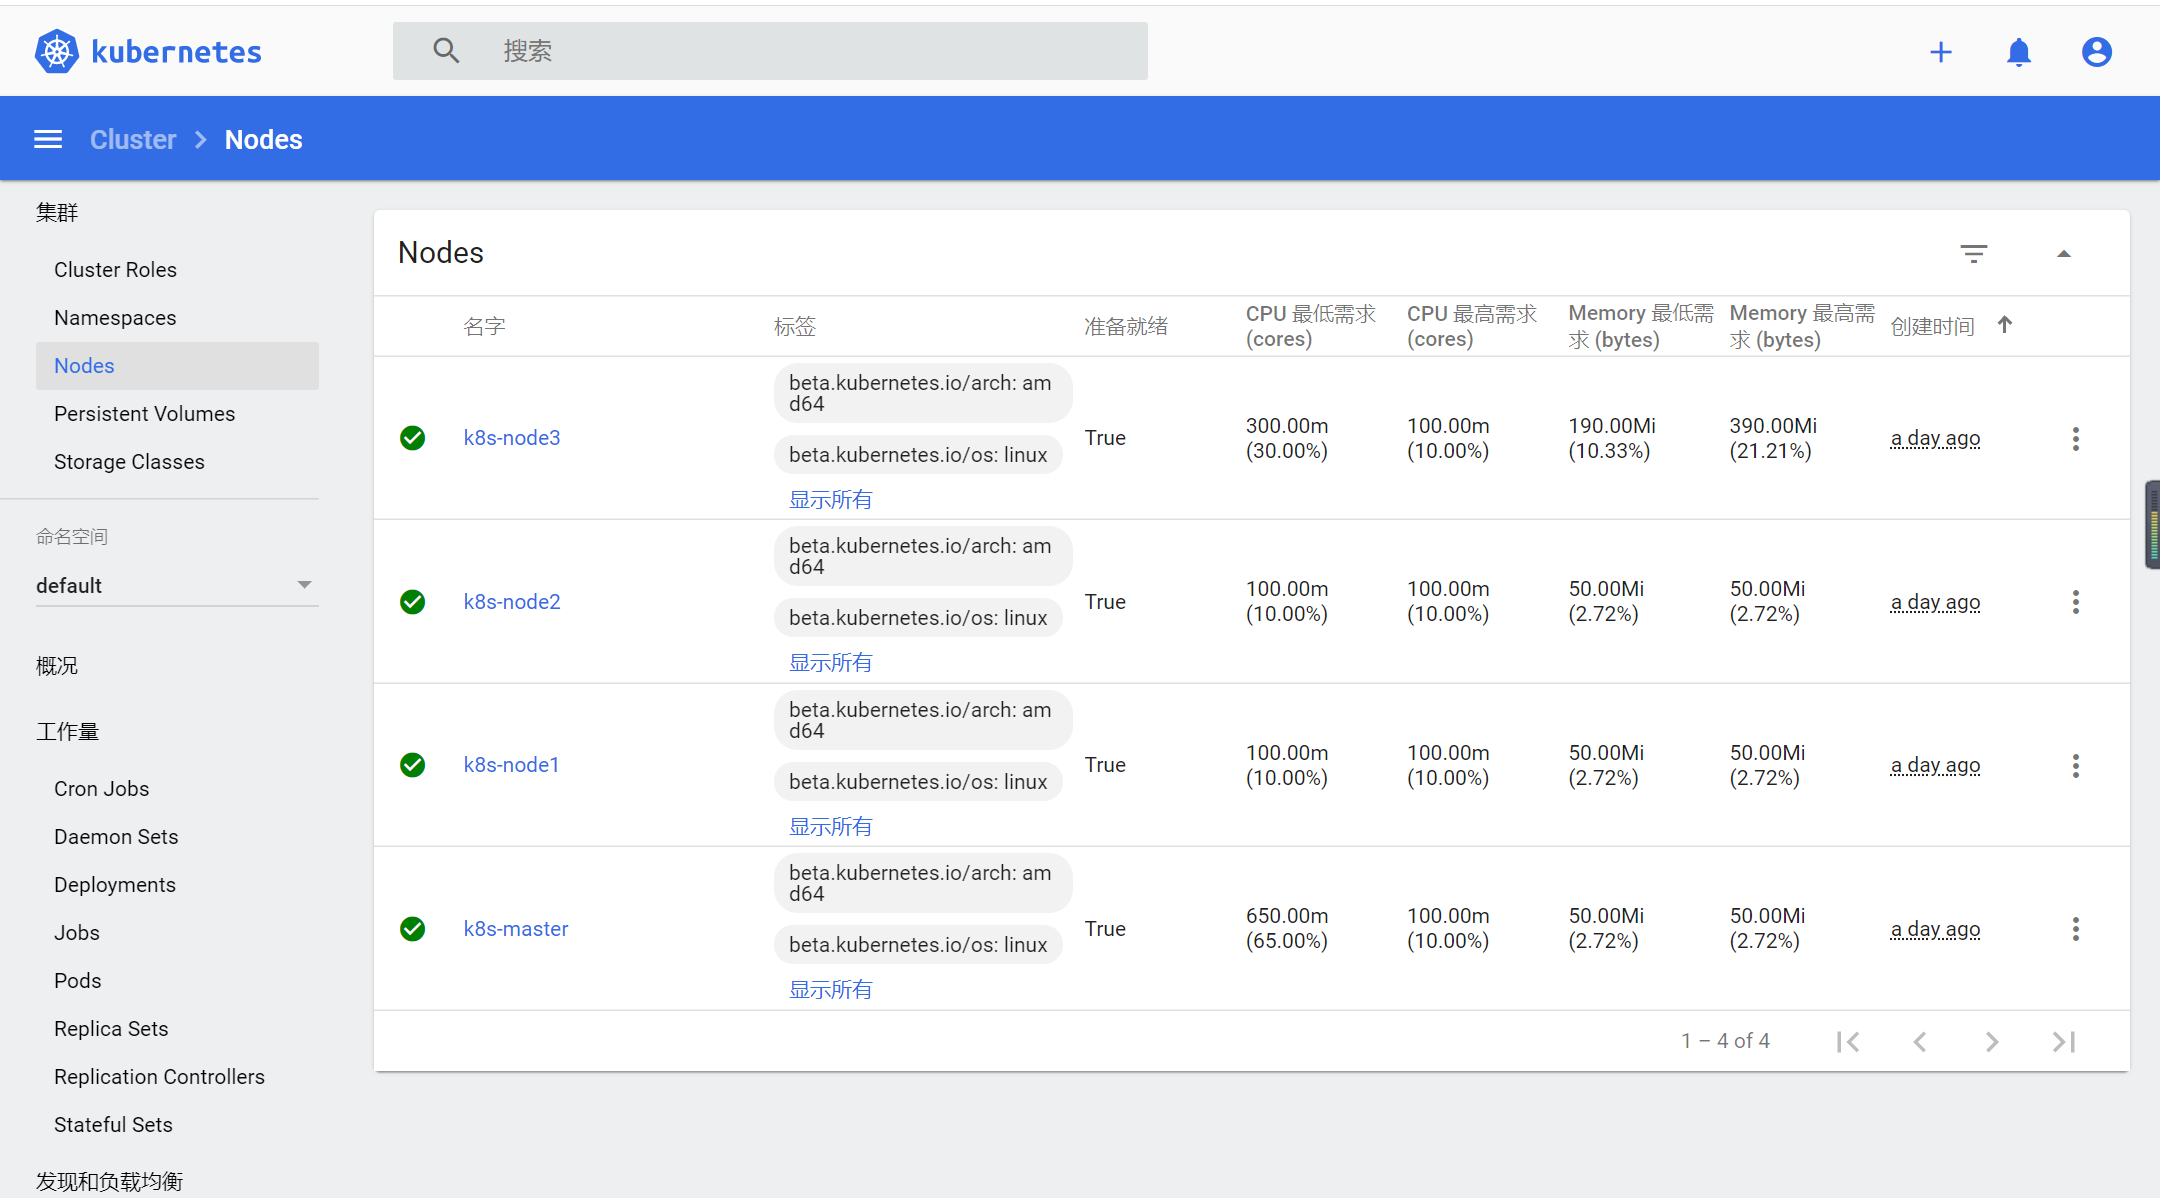 kubernetes
搜索
Cluster
Nodes
集群
Cluster Roles
Namespaces
Nodes
Persistent Volumes
Storage Classes
命名空间
default
概况
工作量
Cron Jobs
Daemon Sets
Deployments
Jobs
Pods
Replica Sets
Replication Controllers
Stateful Sets
发现和负载均衡
Nodes
名字
标签
准备就绪
CPU 最低需求
(cores)
CPU 最高需求
(cores)
Memory 最低需
求 (bytes)
Memory 最高需
求 (bytes)
创建时间
k8s-node3
beta.kubernetes.io/arch: am
d64
beta.kubernetes.io/os: linux
显示所有
True
300.00m
(30.00%)
100.00m
(10.00%)
190.00Mi
(10.33%)
390.00Mi
(21.21%)
a day ago
k8s-node2
beta.kubernetes.io/arch: am
d64
beta.kubernetes.io/os: linux
显示所有
True
100.00m
(10.00%)
100.00m
(10.00%)
50.00Mi
(2.72%)
50.00Mi
(2.72%)
a day ago
k8s-node1
beta.kubernetes.io/arch: am
d64
beta.kubernetes.io/os: linux
显示所有
True
100.00m
(10.00%)
100.00m
(10.00%)
50.00Mi
(2.72%)
50.00Mi
(2.72%)
a day ago
k8s-master
beta.kubernetes.io/arch: am
d64
beta.kubernetes.io/os: linux
显示所有
True
650.00m
(65.00%)
100.00m
(10.00%)
50.00Mi
(2.72%)
50.00Mi
(2.72%)
a day ago
1 – 4 of 4